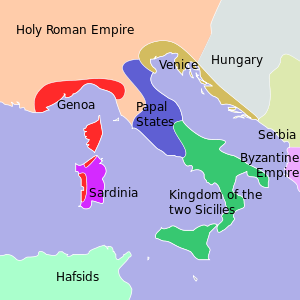 Holy Roman Empire
Venice
Hungary
Genoa
Papal
States
Serbia
Byzantine
Empire
Sardinia
Kingdom of the
two Sicilies
Hafsids